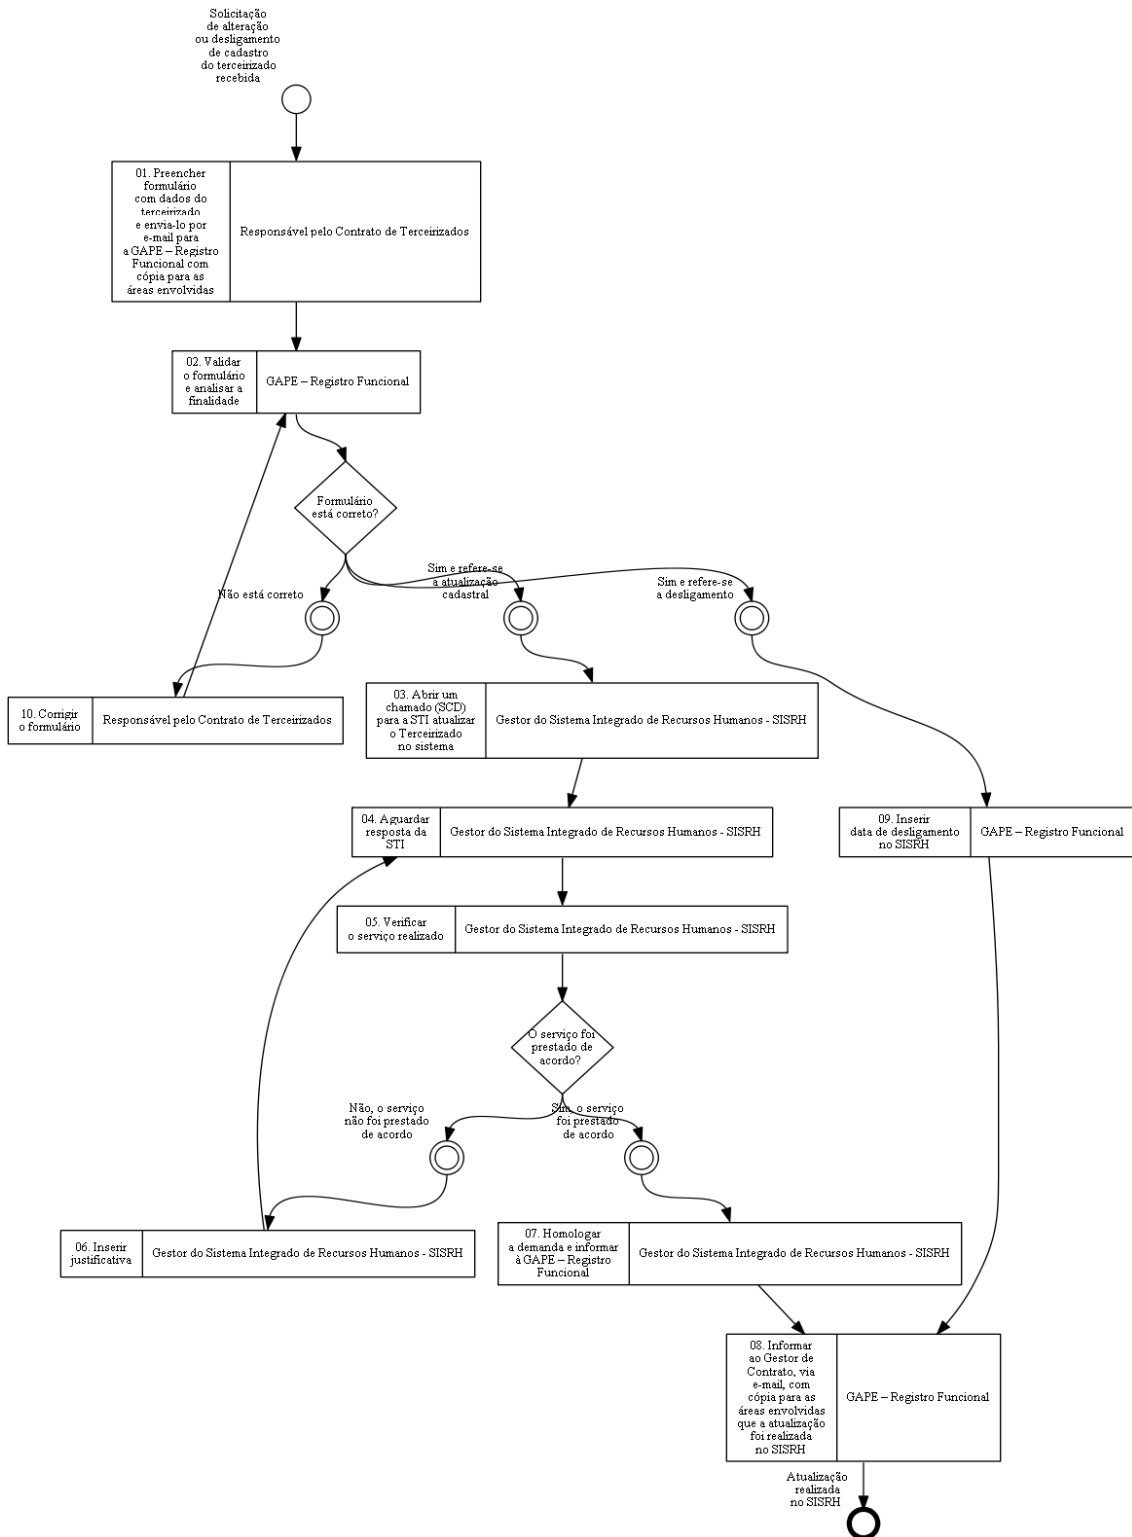 Solicitação
de alteração
ou desligamento
de cadastro
do terceirizado
recebida
01. Preencher
formulário
com dados do
terceirizado
e envia-lo por
e-mail para
a GAPE – Registro
Funcional com
cópia para as
áreas envolvidas
Responsável pelo Contrato de Terceirizados
02. Validar
o formulário
e analisar a
finalidade
GAPE – Registro Funcional
Formulário
está correto?
Não está correto
Sim e refere-se
a atualização
cadastral
Sim e refere-se
a desligamento
10. Corrigir
o formulário
Responsável pelo Contrato de Terceirizados
03. Abrir um
chamado (SCD)
para a STI atualizar
o Terceirizado
no sistema
Gestor do Sistema Integrado de Recursos Humanos - SISRH
04. Aguardar
resposta da
STI
Gestor do Sistema Integrado de Recursos Humanos - SISRH
09. Inserir
data de desligamento
no SISRH
GAPE – Registro Funcional
05. Verificar
o serviço realizado
Gestor do Sistema Integrado de Recursos Humanos - SISRH
O serviço foi
prestado de
acordo?
Não, o serviço
não foi prestado
de acordo
Sim, o serviço
foi prestado
de acordo
06. Inserir
justificativa
Gestor do Sistema Integrado de Recursos Humanos - SISRH
07. Homologar
a demanda e informar
à GAPE – Registro
Funcional
Gestor do Sistema Integrado de Recursos Humanos - SISRH
08. Informar
ao Gestor de
Contrato, via
e-mail, com
cópia para as
áreas envolvidas
que a atualização
foi realizada
no SISRH
GAPE – Registro Funcional
Atualização
realizada
no SISRH